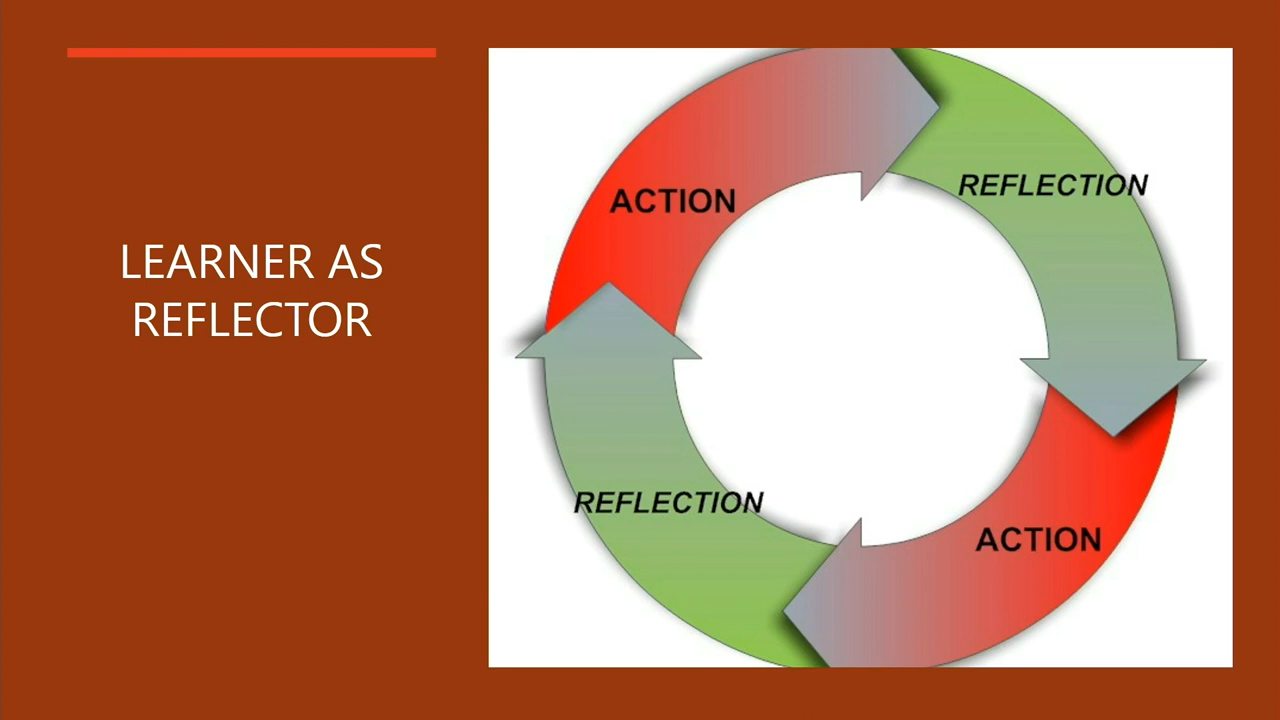 LEARNER AS
REFLECTOR
ACTION
REFLECTION
REFLECTION
ACTION